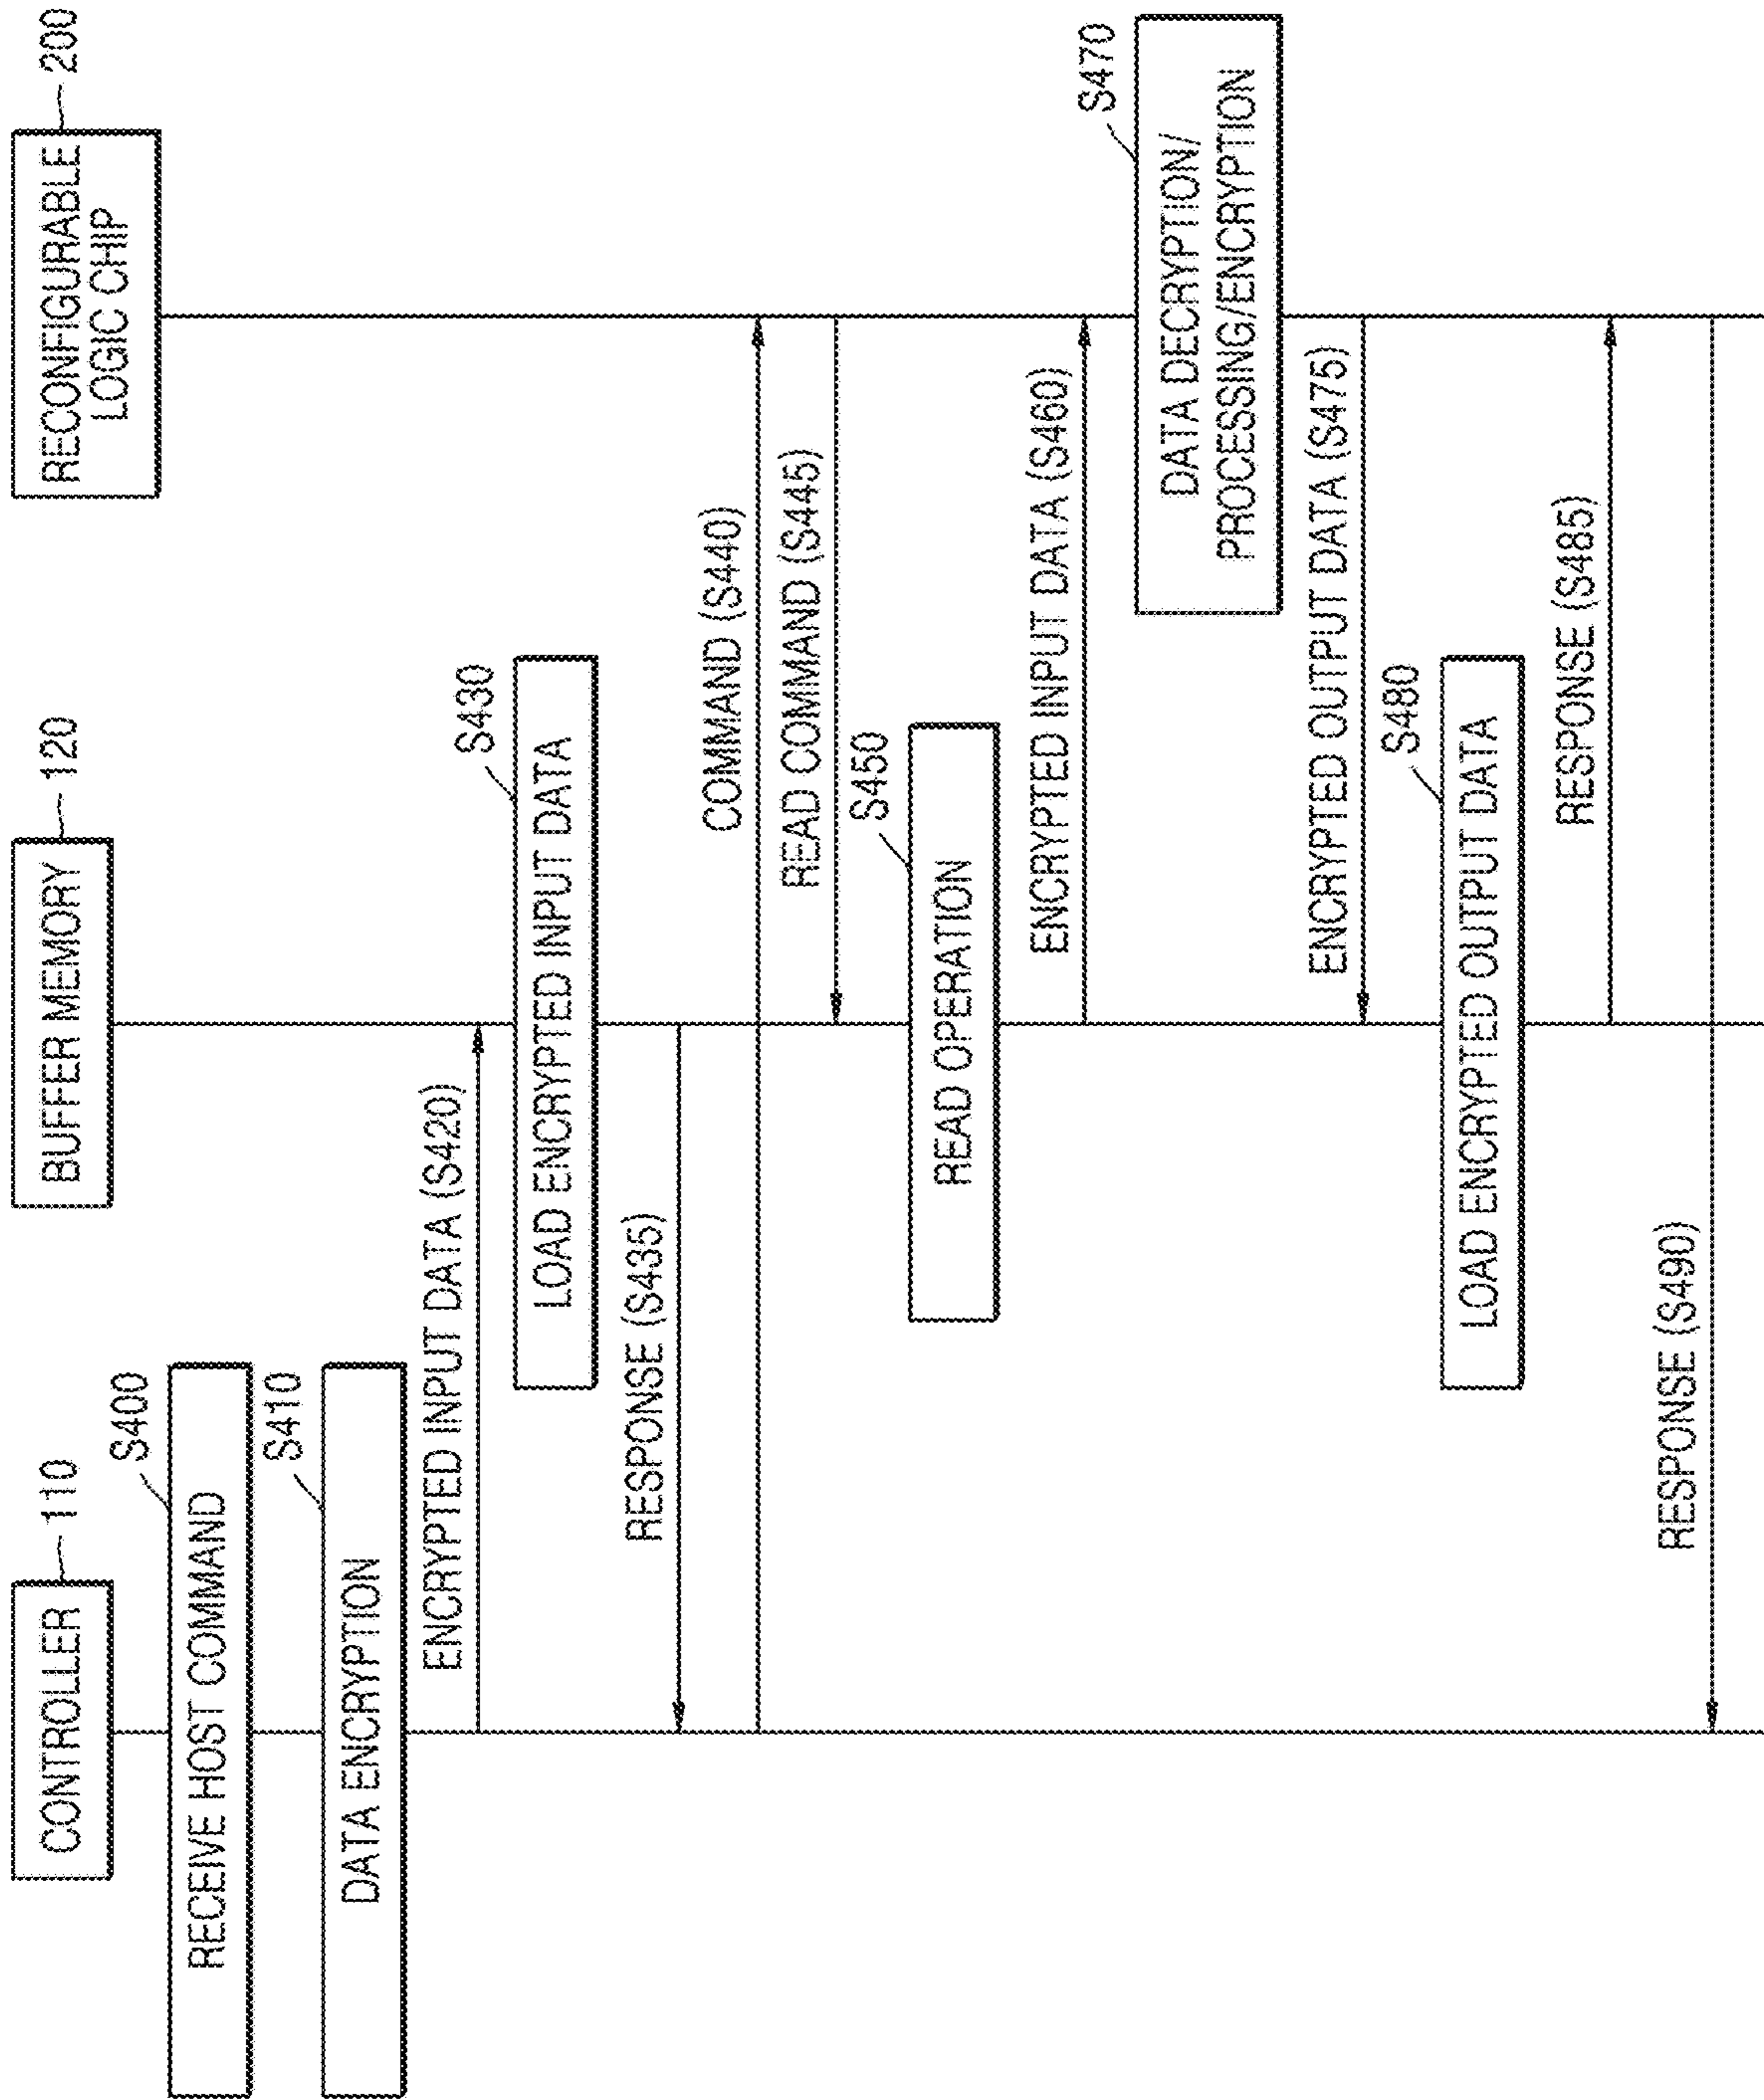 CONTROLLER
110
BUFFER MEMORY
120
RECONFIGURABLE
LOGIC CHIP
200
S400
RECEIVE HOST COMMAND
S410
DATA ENCRYPTION
ENCRYPTED INPUT DATA (S420)
S430
LOAD ENCRYPTED INPUT DATA
RESPONSE (S435)
COMMAND (S440)
READ COMMAND (S445)
S450
READ OPERATION
ENCRYPTED INPUT DATA (S460)
S470
DATA DECRYPTION/
PROCESSING/ENCRYPTION
ENCRYPTED OUTPUT DATA (S475)
S480
LOAD ENCRYPTED OUTPUT DATA
RESPONSE (S485)
RESPONSE (S490)